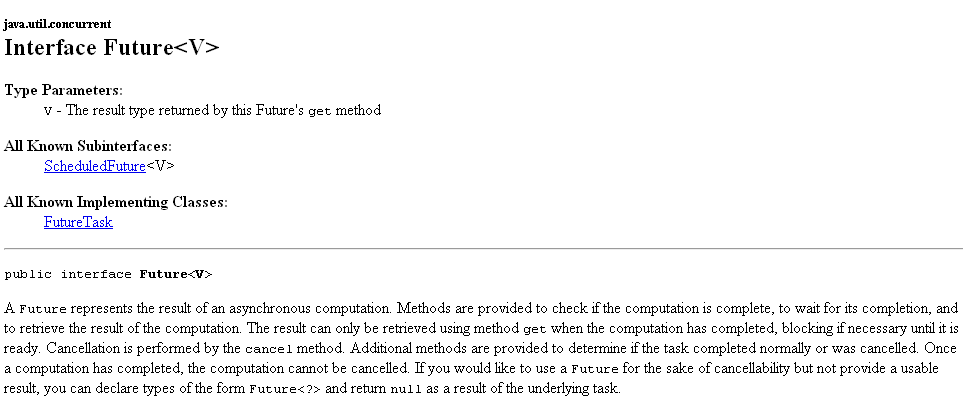 java.util.concurrent
Interface Future<V>
Type Parameters:
V - The result type returned by this Future's get method
All Known Subinterfaces:
ScheduledFuture<V>
All Known Implementing Classes:
FutureTask
public interface Future<V>
A Future represents the result of an asynchronous computation. Methods are provided to check if the computation is complete, to wait for its completion, and
to retrieve the result of the computation. The result can only be retrieved using method get when the computation has completed, blocking if necessary until it is
ready. Cancellation is performed by the cancel method. Additional methods are provided to determine if the task completed normally or was cancelled. Once
a computation has completed, the computation cannot be cancelled. If you would like to use a Future for the sake of cancellability but not provide a usable
result, you can declare types of the form Future<?> and return null as a result of the underlying task.